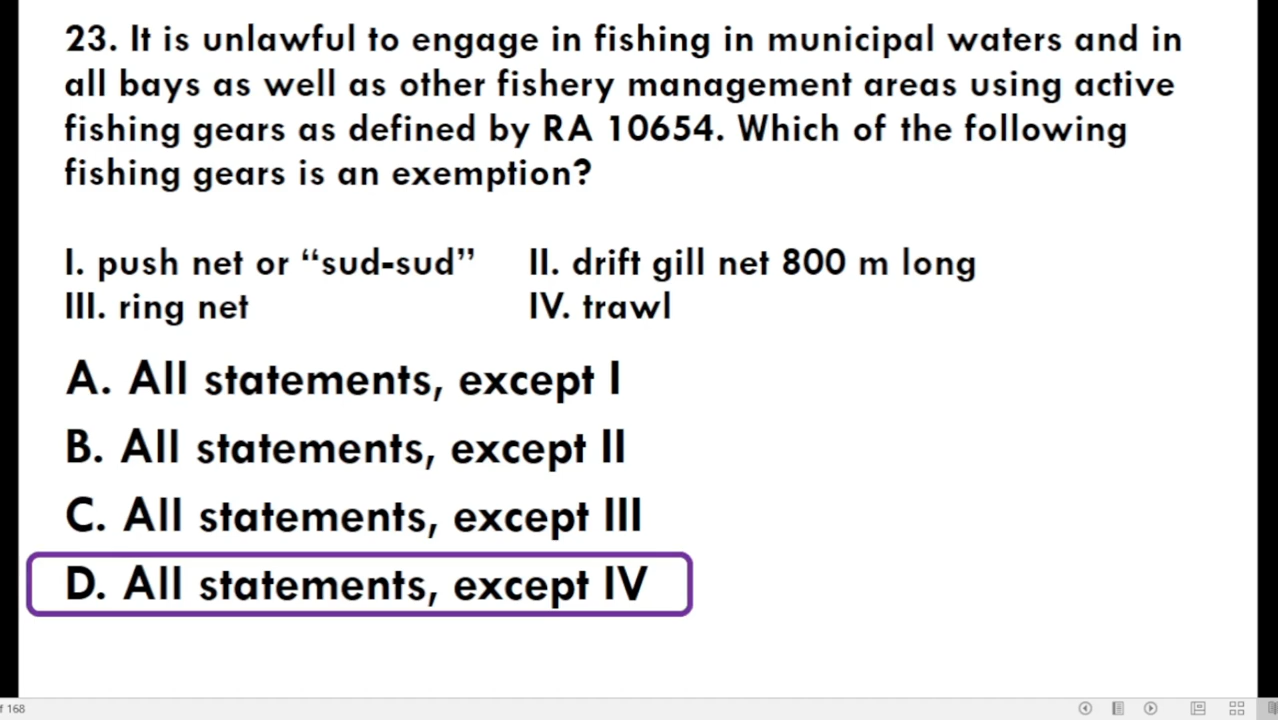 23. It is unlawful to engage in fishing in municipal waters and in
all bays as well as other fishery management areas using active
fishing gears as defined by RA 10654. Which of the following
fishing gears is an exemption?
I. push net or “sud-sud” II. drift gill net 800 m long
III. ring net IV. trawl
A. All statements, except I
B. All statements, except II
C. All statements, except III
D. All statements, except IV
f 168